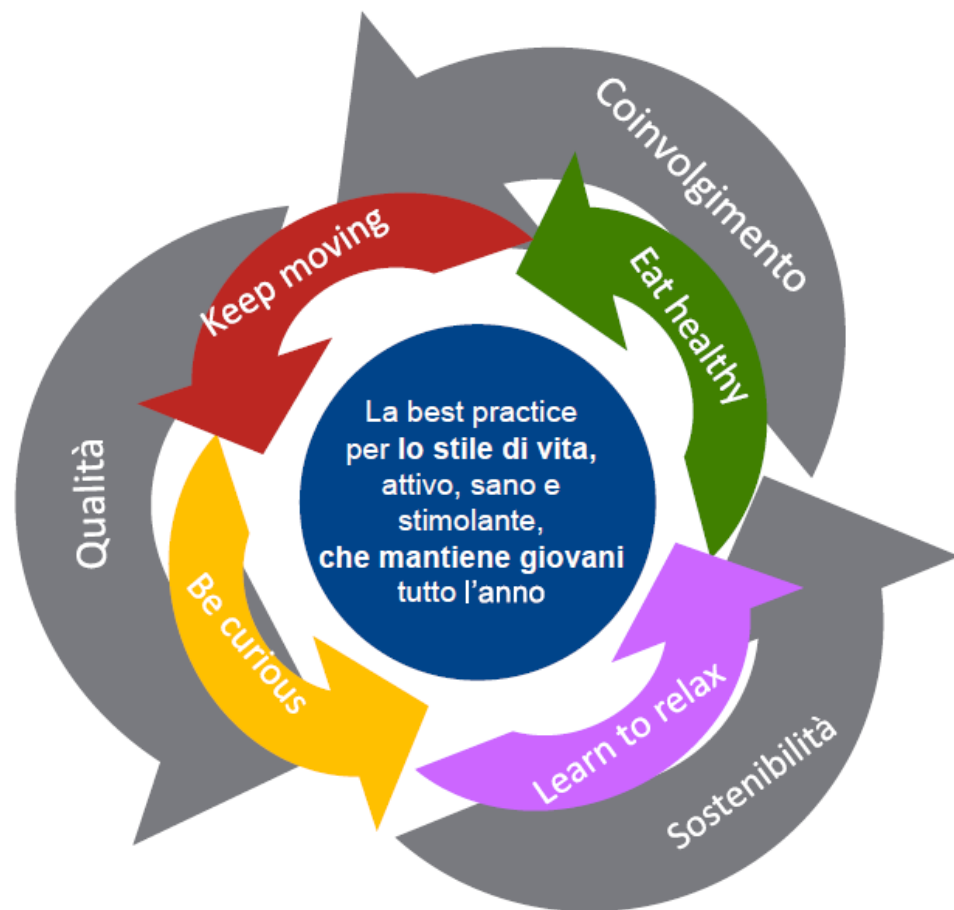 Coinvolgimento
Keep moving
Eat healthy
La best practice
per lo stile di vita,
attivo, sano e
stimolante,
che mantiene giovani
tutto l'anno
Qualità
Be curious
Learn to relax
Sostenibilità